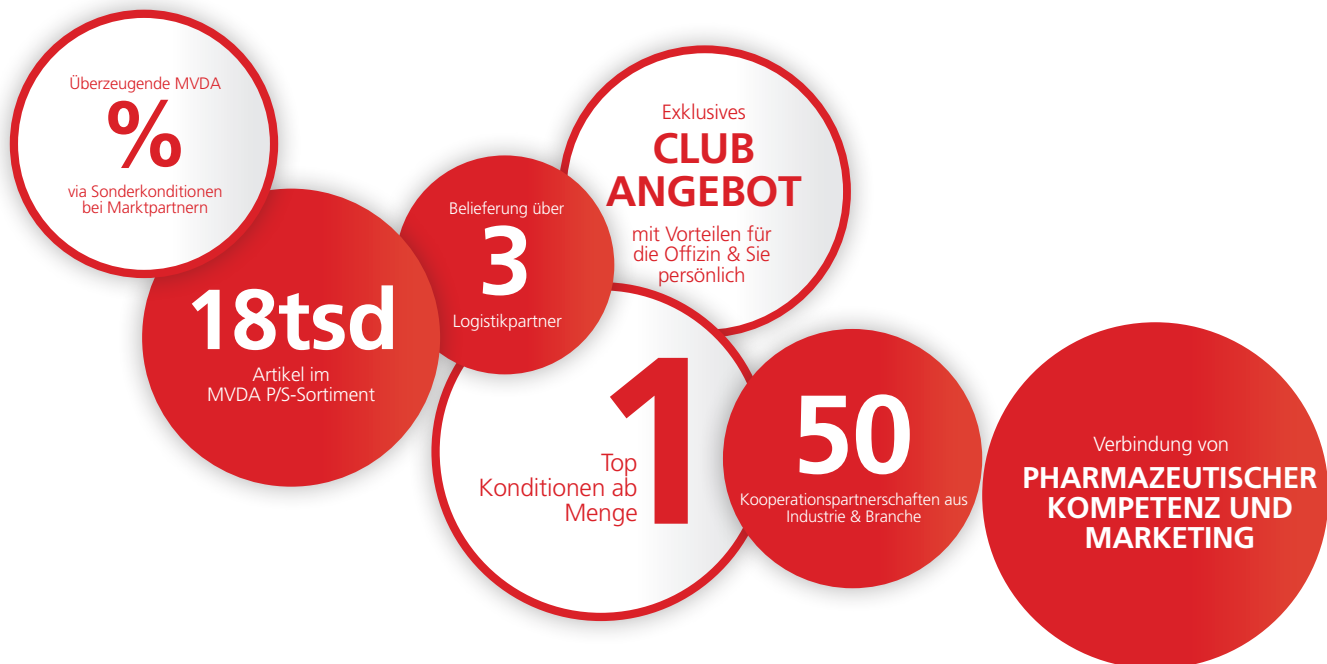 Überzeugende MVDA
%
via Sonderkonditionen
bei Marktpartnern
18tsd
Artikel im
MVDA P/S-Sortiment
Belieferung über
3
Logistikpartner
Exklusives
CLUB
ANGEBOT
mit Vorteilen für
die Offizin & Sie
persönlich
Top
Konditionen ab
Menge
1
50
Kooperationspartnerschaften aus
Industrie & Branche
Verbindung von
PHARMAZEUTISCHER
KOMPETENZ UND
MARKETING